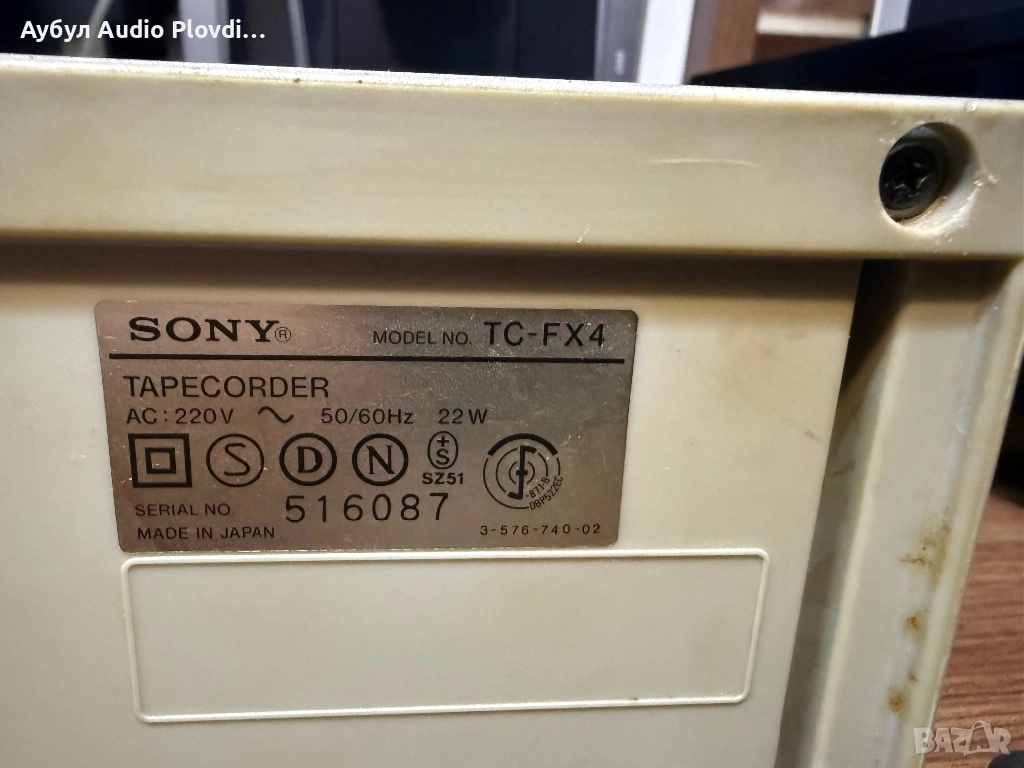 Аубул Audio Plovdi...
SONY®
MODEL NO. TC-FX4
TAPECORDER
AC: 220V ~ 50/60Hz 22W
S D N +S
SZ51
SERIAL NO. 516087
MADE IN JAPAN
3-576-740-02
BAZAR